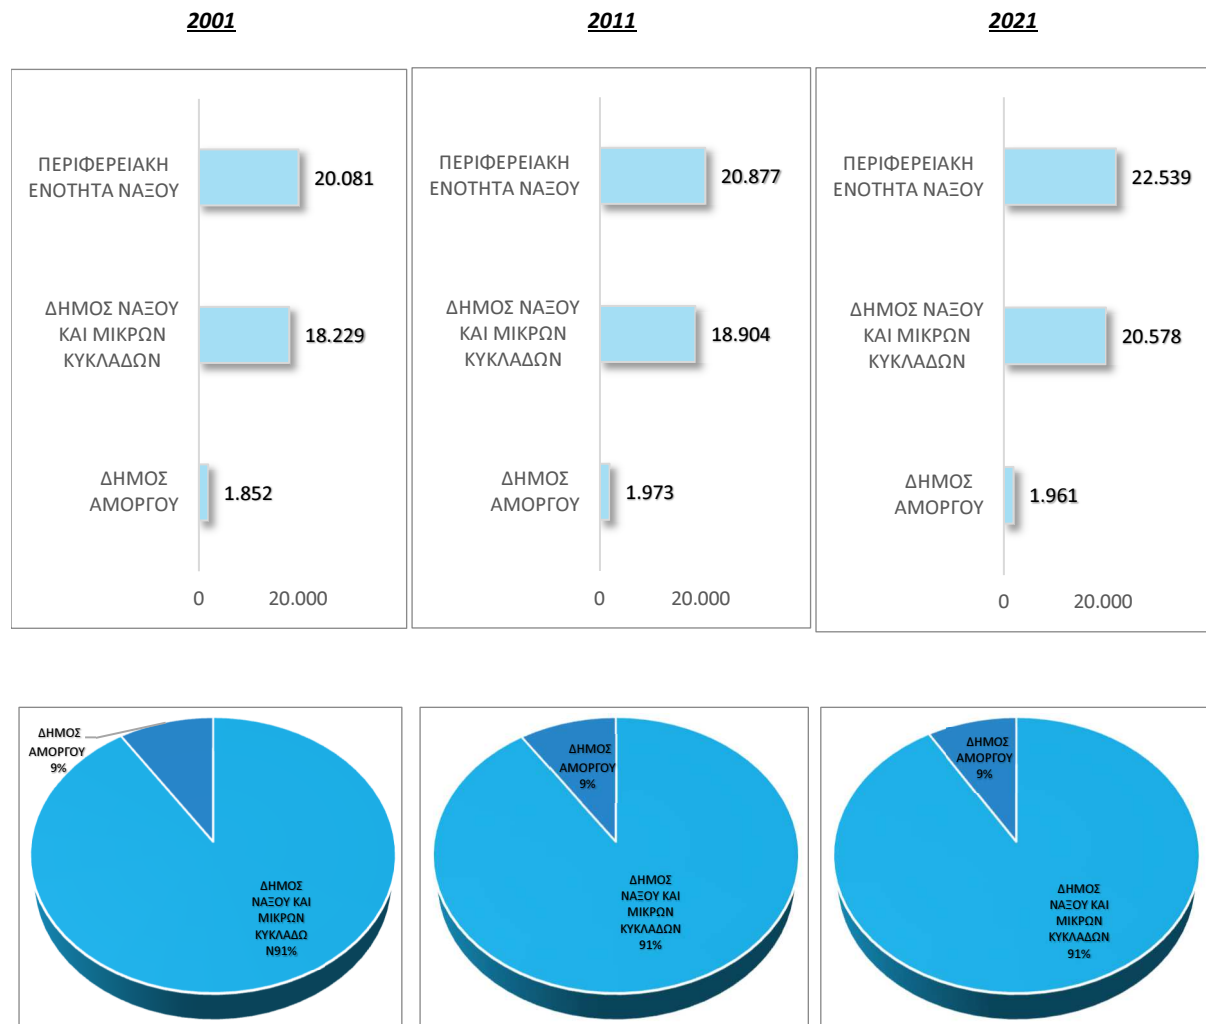 2001
2011
2021
ΠΕΡΙΦΕΡΕΙΑΚΗ
ΕΝΟΤΗΤΑ ΝΑΞΟΥ
20.081
ΔΗΜΟΣ ΝΑΞΟΥ
ΚΑΙ ΜΙΚΡΩΝ
ΚΥΚΛΑΔΩΝ
18.229
ΔΗΜΟΣ
ΑΜΟΡΓΟΥ
1.852
0
20.000
ΠΕΡΙΦΕΡΕΙΑΚΗ
ΕΝΟΤΗΤΑ ΝΑΞΟΥ
20.877
ΔΗΜΟΣ ΝΑΞΟΥ
ΚΑΙ ΜΙΚΡΩΝ
ΚΥΚΛΑΔΩΝ
18.904
ΔΗΜΟΣ
ΑΜΟΡΓΟΥ
1.973
0
20.000
ΠΕΡΙΦΕΡΕΙΑΚΗ
ΕΝΟΤΗΤΑ ΝΑΞΟΥ
22.539
ΔΗΜΟΣ ΝΑΞΟΥ
ΚΑΙ ΜΙΚΡΩΝ
ΚΥΚΛΑΔΩΝ
20.578
ΔΗΜΟΣ
ΑΜΟΡΓΟΥ
1.961
0
20.000
ΔΗΜΟΣ
ΑΜΟΡΓΟΥ
9%
ΔΗΜΟΣ
ΝΑΞΟΥ ΚΑΙ
ΜΙΚΡΩΝ
ΚΥΚΛΑΔΩ
Ν91%
ΔΗΜΟΣ
ΑΜΟΡΓΟΥ
9%
ΔΗΜΟΣ
ΝΑΞΟΥ ΚΑΙ
ΜΙΚΡΩΝ
ΚΥΚΛΑΔΩΝ
91%
ΔΗΜΟΣ
ΑΜΟΡΓΟΥ
9%
ΔΗΜΟΣ
ΝΑΞΟΥ ΚΑΙ
ΜΙΚΡΩΝ
ΚΥΚΛΑΔΩΝ
91%